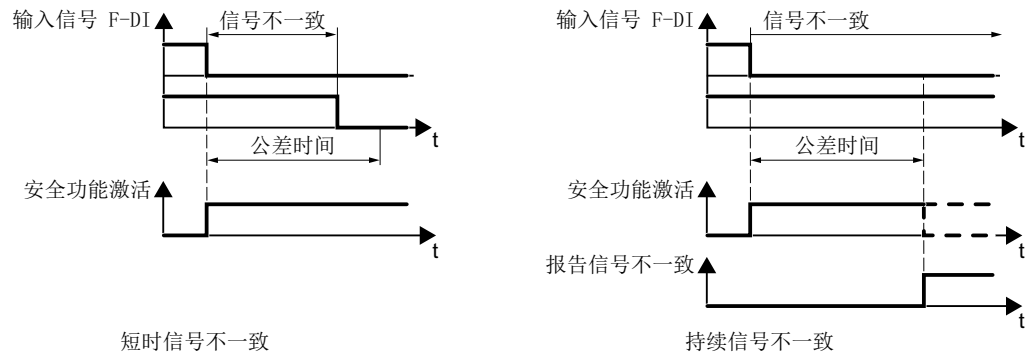 输入信号 F-DI
信号不一致
t
公差时间
安全功能激活
t
短时信号不一致
输入信号 F-DI
信号不一致
t
公差时间
安全功能激活
t
报告信号不一致
t
持续信号不一致